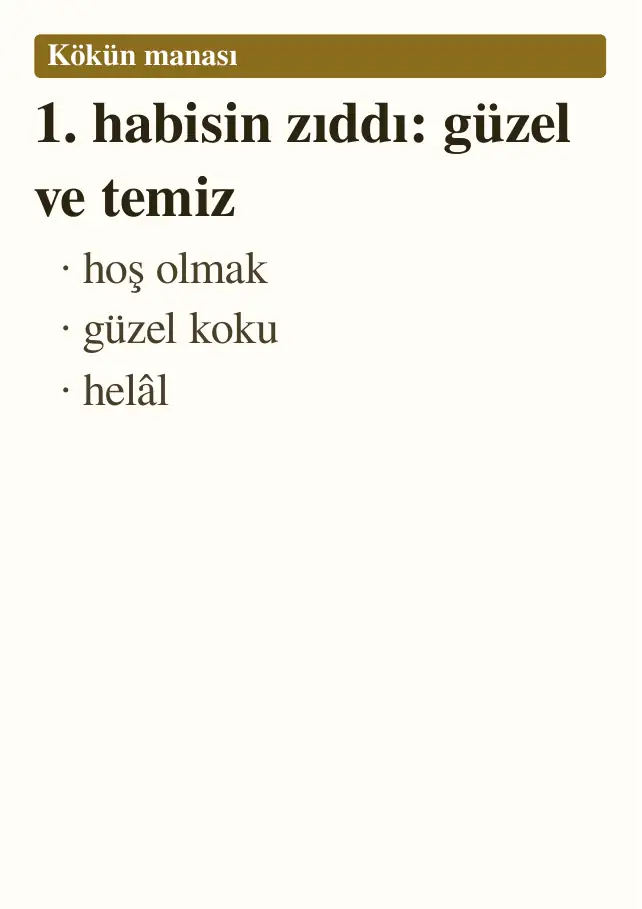 Kökün manası
1. habisin zıddı: güzel
ve temiz
· hoş olmak
· güzel koku
· helâl